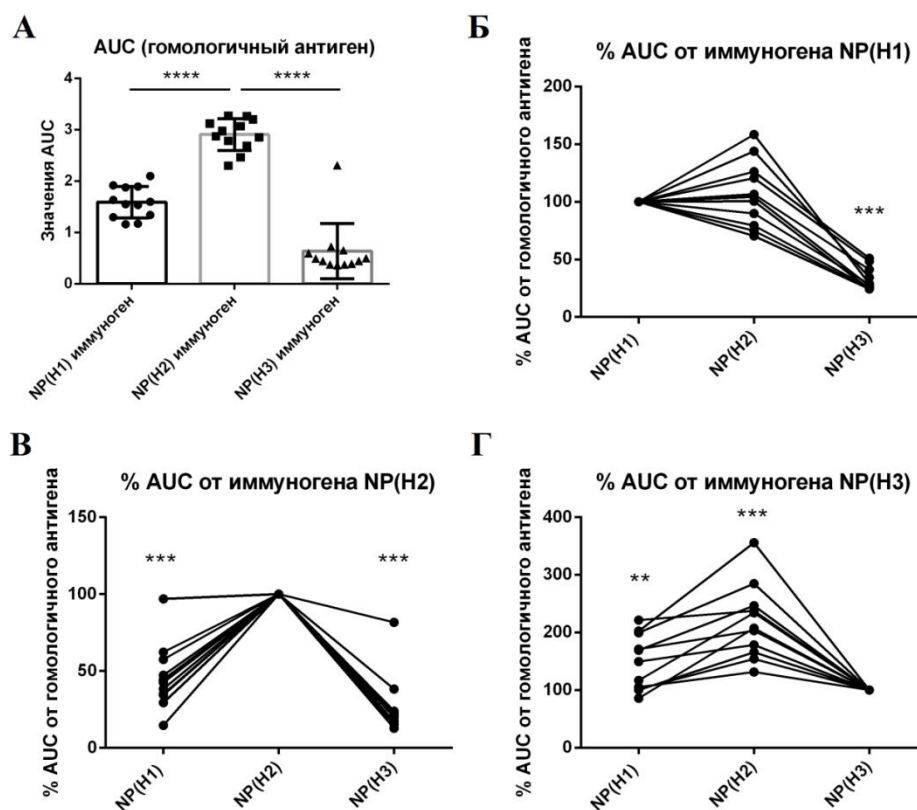 А
AUC (гомологичный антиген)
**** ****
Значения AUC
4
3
2
1
0
NP(H1) иммуноген
NP(H2) иммуноген
NP(H3) иммуноген
Б
% AUC от иммуногена NP(H1)
% AUC от гомологичного антигена
200
150
100
50
0
***
NP(H1)
NP(H2)
NP(H3)
В
% AUC от иммуногена NP(H2)
% AUC от гомологичного антигена
150
100
50
0
*** ***
NP(H1)
NP(H2)
NP(H3)
Г
% AUC от иммуногена NP(H3)
% AUC от гомологичного антигена
400
300
200
100
0
**
***
NP(H1)
NP(H2)
NP(H3)